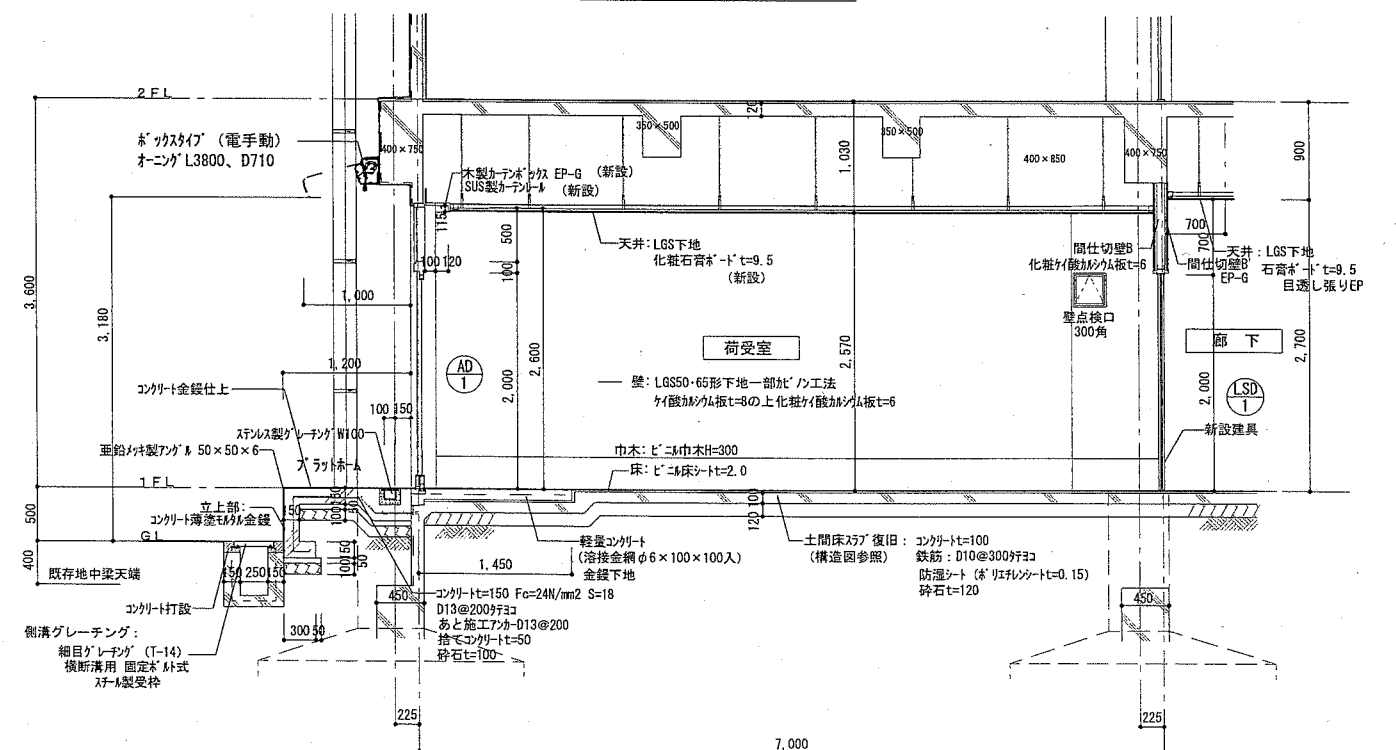 2FL
ボックスタイプ（電手動）
オーニングL3800、D710
400×750
350×500
120
1,030
350×500
400×850
400×750
900
木製カーテンボックス EP-G （新設）
SUS製カーテンレール （新設）
115
500
100 120
100
天井：LGS下地
化粧石膏ボードt=9.5
（新設）
間仕切壁B
化粧ケイ酸カルシウム板t=6
700
700
間仕切壁B'
EP-G
天井：LGS下地
石膏ボードt=9.5
目透し張りEP
3,600
3,180
1,000
1,200
2,000
2,600
2,570
2,000
2,700
壁点検口
300角
荷受室
廊 下
AD
1
LSD
1
壁：LGS50・65形下地一部カビノン工法
ケイ酸カルシウム板t=8の上化粧ケイ酸カルシウム板t=6
新設建具
コンクリート金鏝仕上
100 150
ステンレス製グレーチングW100
亜鉛メッキ製アングル 50×50×6
プラットホーム
巾木：ビニル巾木H=300
床：ビニル床シートt=2.0
1FL
500
400
GL
立上部：
コンクリート薄塗モルタル金鏝
150
100 50
50
120 100
軽量コンクリート
（溶接金網φ6×100×100入）
金鏝下地
土間床スラブ復旧：コンクリートt=100
（構造図参照） 鉄筋：D10@300タテヨコ
防湿シート（ポリエチレンシートt=0.15）
砕石t=120
既存地中梁天端
150 250 150
100 150
50
1,450
450
450
コンクリート打設
コンクリートt=150 Fc=24N/mm2 S=18
D13@200タテヨコ
あと施工アンカーD13@200
捨てコンクリートt=50
砕石t=100
300 50
側溝グレーチング：
細目グレーチング（T-14）
横断溝用 固定ボルト式
スチール製受枠
225
225
7,000